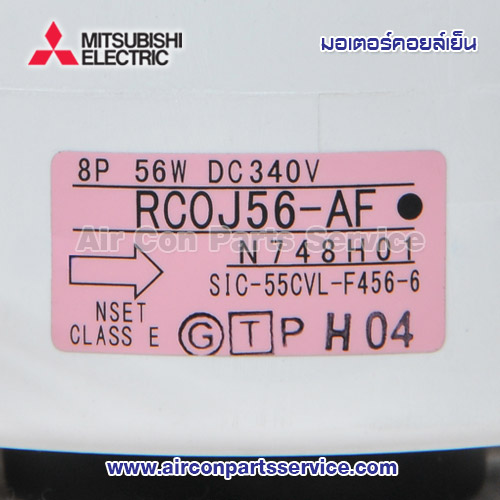 MITSUBISHI
ELECTRIC
มอเตอร์คอยล์เย็น
8P 56W DC340V
RC0J56-AF
Air Con Parts Service
N748H01
SIC-55CVL-F456-6
NSET
CLASS E
G T P H 04
www.airconpartsservice.com